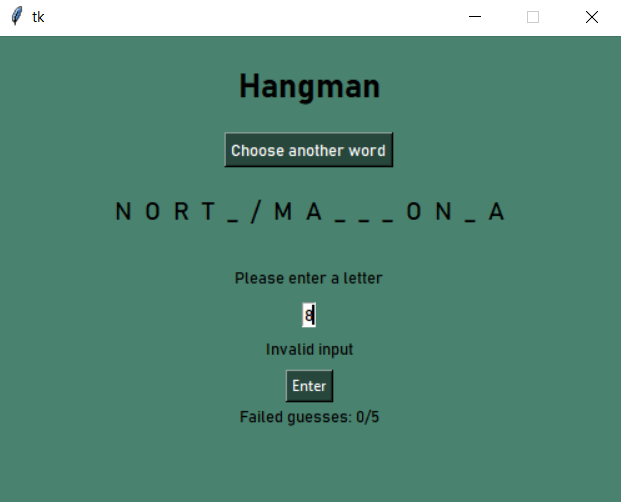 tk
Hangman
Choose another word
N O R T _ / M A _ _ _ O N _ A
Please enter a letter
8
Invalid input
Enter
Failed guesses: 0/5